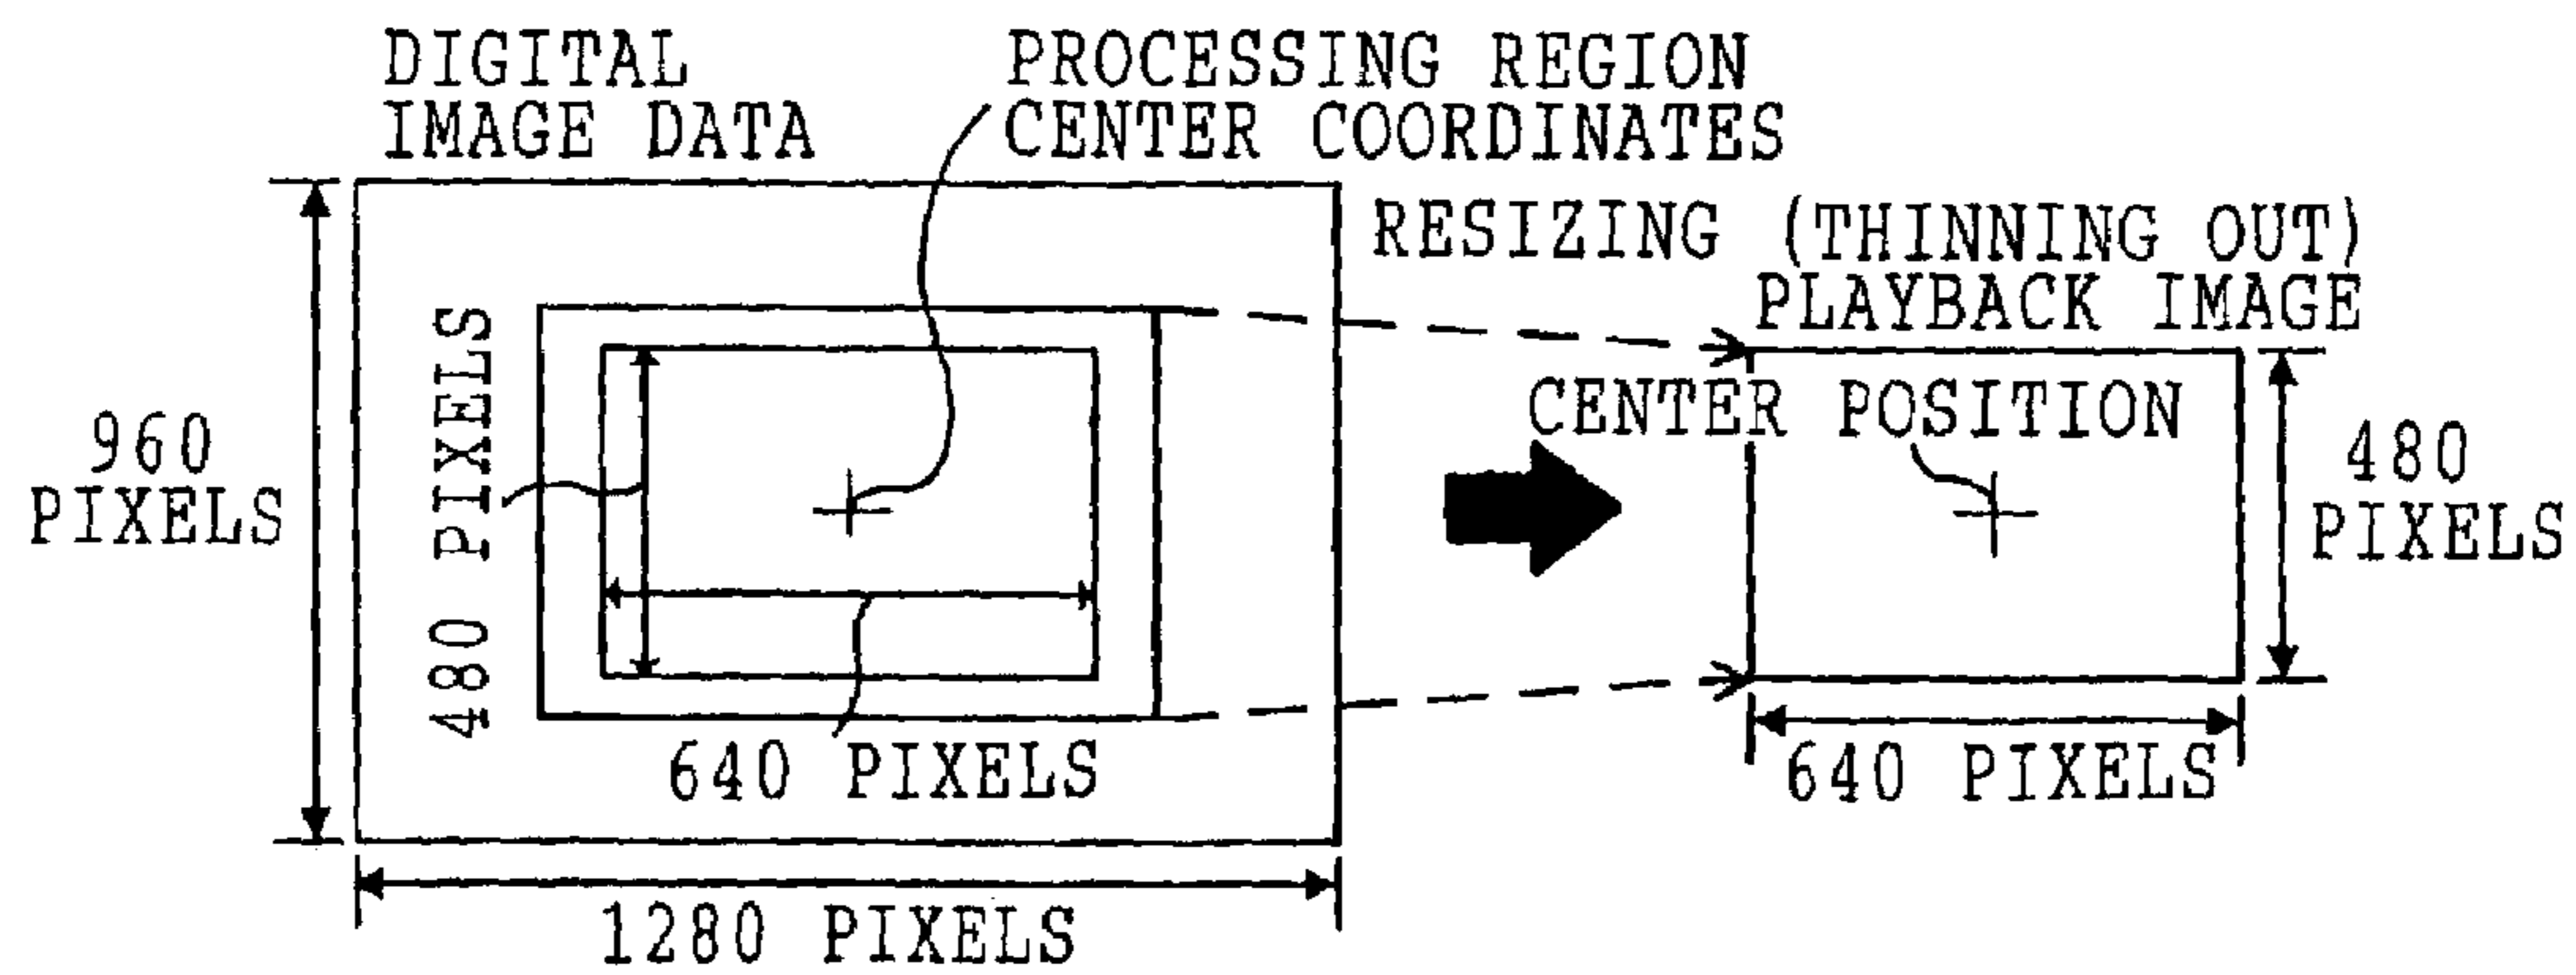 DIGITAL
IMAGE DATA
PROCESSING REGION
CENTER COORDINATES
RESIZING (THINNING OUT)
PLAYBACK IMAGE
CENTER POSITION
960
PIXELS
480 PIXELS
640 PIXELS
1280 PIXELS
480
PIXELS
640 PIXELS